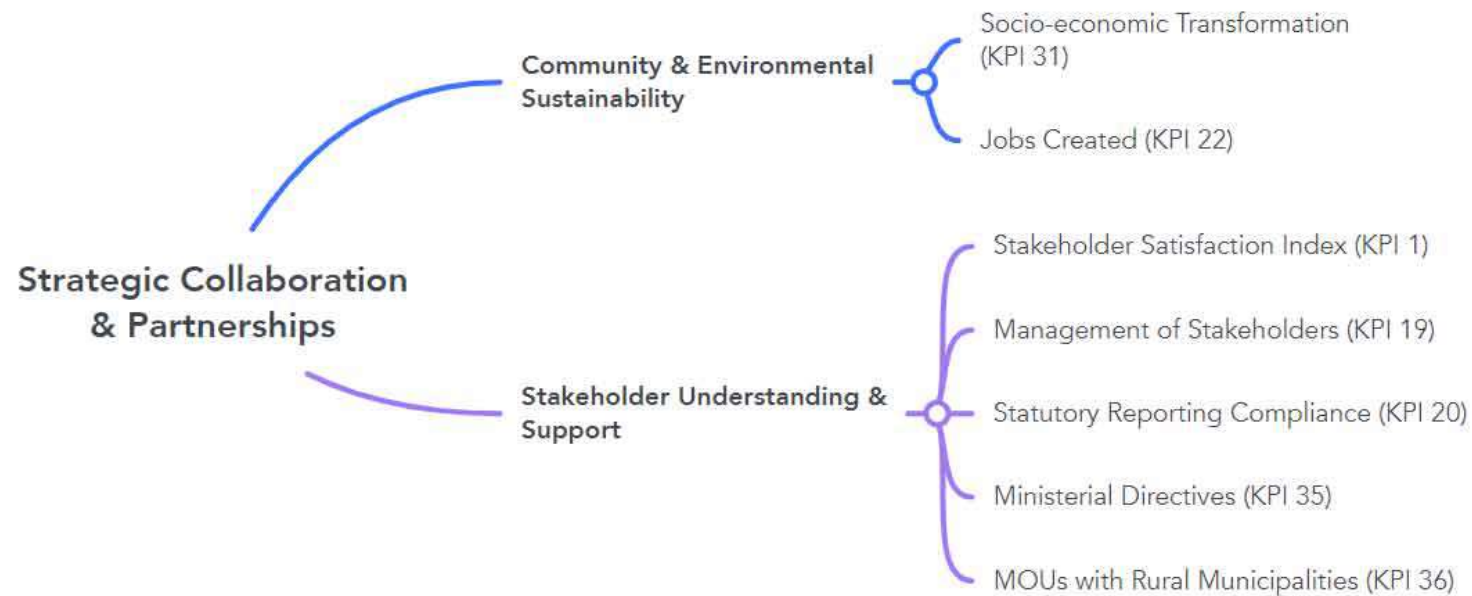 Strategic Collaboration
& Partnerships
Community & Environmental
Sustainability
Socio-economic Transformation
(KPI 31)
Jobs Created (KPI 22)
Stakeholder Understanding &
Support
Stakeholder Satisfaction Index (KPI 1)
Management of Stakeholders (KPI 19)
Statutory Reporting Compliance (KPI 20)
Ministerial Directives (KPI 35)
MOUs with Rural Municipalities (KPI 36)